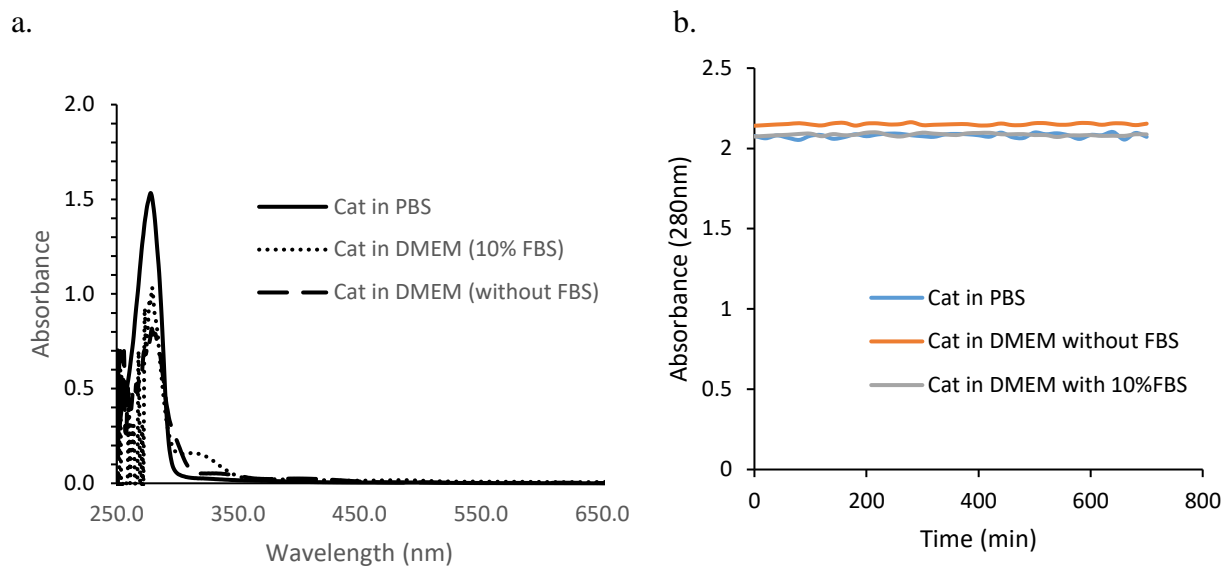 a.
2.0
1.5
1.0
0.5
0.0
250.0 350.0 450.0 550.0 650.0
Absorbance
Wavelength (nm)
Cat in PBS
Cat in DMEM (10% FBS)
Cat in DMEM (without FBS)
b.
2.5
2
1.5
1
0.5
0
0 200 400 600 800
Absorbance (280nm)
Time (min)
Cat in PBS
Cat in DMEM without FBS
Cat in DMEM with 10%FBS